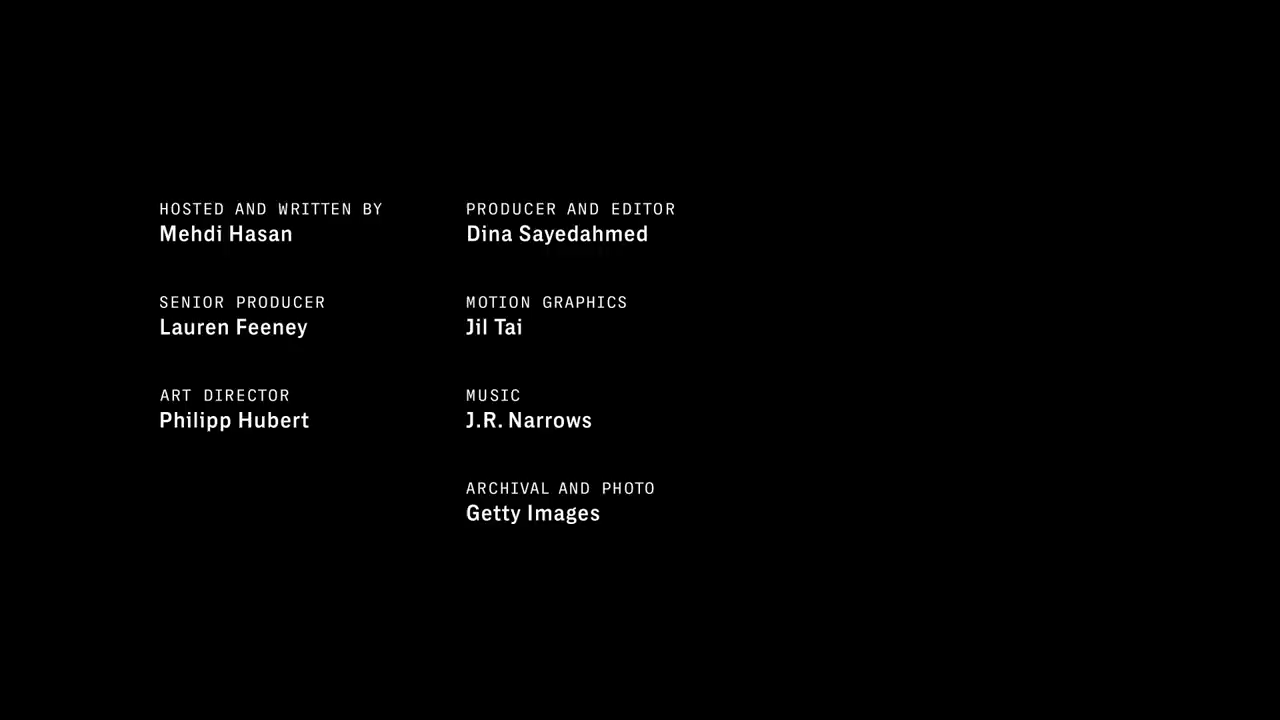 HOSTED AND WRITTEN BY
Mehdi Hasan
SENIOR PRODUCER
Lauren Feeney
ART DIRECTOR
Philipp Hubert
PRODUCER AND EDITOR
Dina Sayedahmed
MOTION GRAPHICS
Jil Tai
MUSIC
J.R. Narrows
ARCHIVAL AND PHOTO
Getty Images